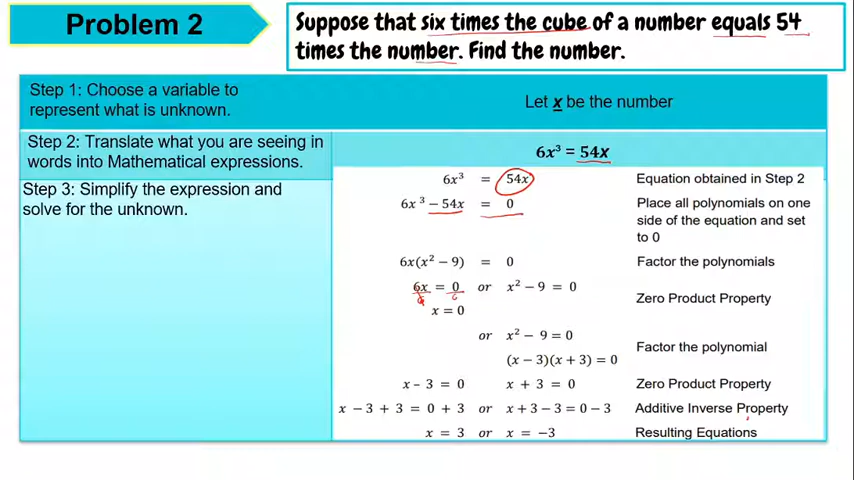 Problem 2
Suppose that six times the cube of a number equals 54
times the number. Find the number.
Step 1: Choose a variable to
represent what is unknown.
Let x be the number
Step 2: Translate what you are seeing in
words into Mathematical expressions.
6x³ = 54x
Step 3: Simplify the expression and
solve for the unknown.
6x³ = 54x Equation obtained in Step 2
6x³ − 54x = 0 Place all polynomials on one
side of the equation and set
to 0
6x(x² − 9) = 0 Factor the polynomials
6x = 0 or x² − 9 = 0
6 6
Zero Product Property
x = 0
or x² − 9 = 0
Factor the polynomial
(x − 3)(x + 3) = 0
x − 3 = 0 x + 3 = 0 Zero Product Property
x − 3 + 3 = 0 + 3 or x + 3 − 3 = 0 − 3 Additive Inverse Property
x = 3 or x = −3 Resulting Equations